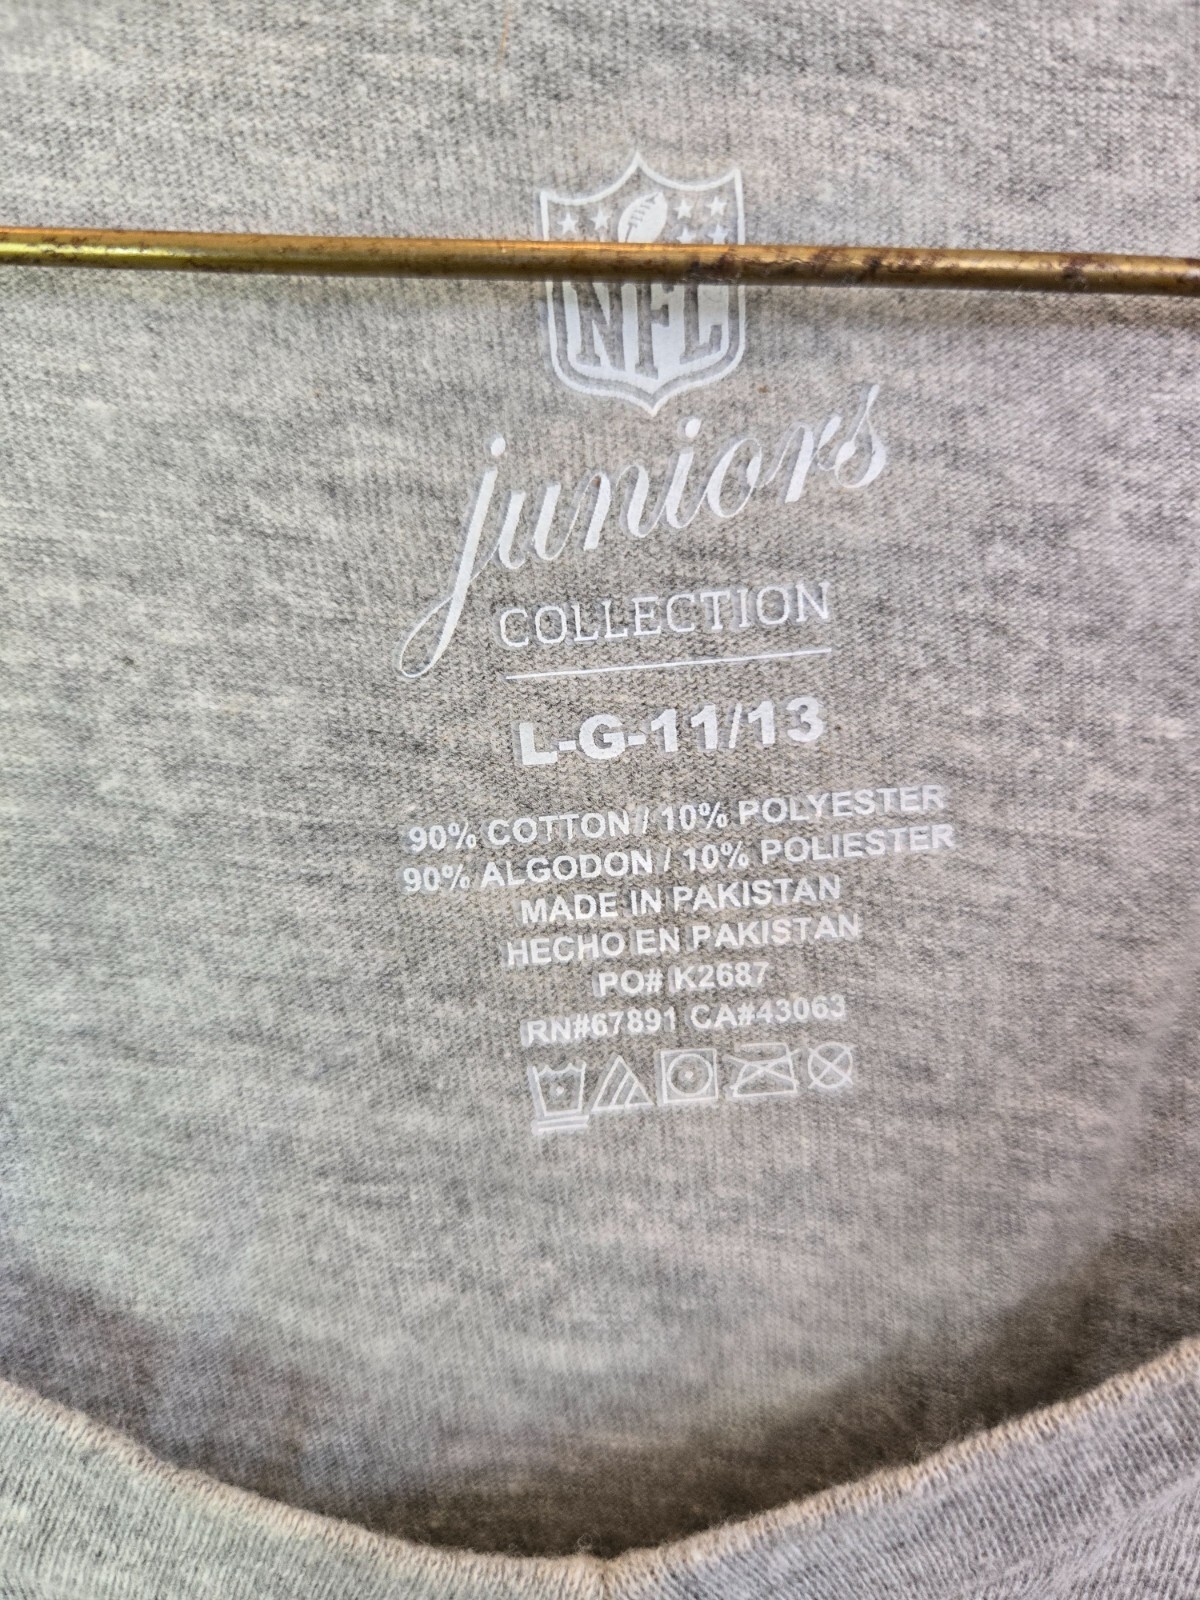 NFL
juniors
COLLECTION
L-G-11/13
90% COTTON / 10% POLYESTER
90% ALGODON / 10% POLIESTER
MADE IN PAKISTAN
HECHO EN PAKISTAN
PO# K2687
RN#67891 CA#43063